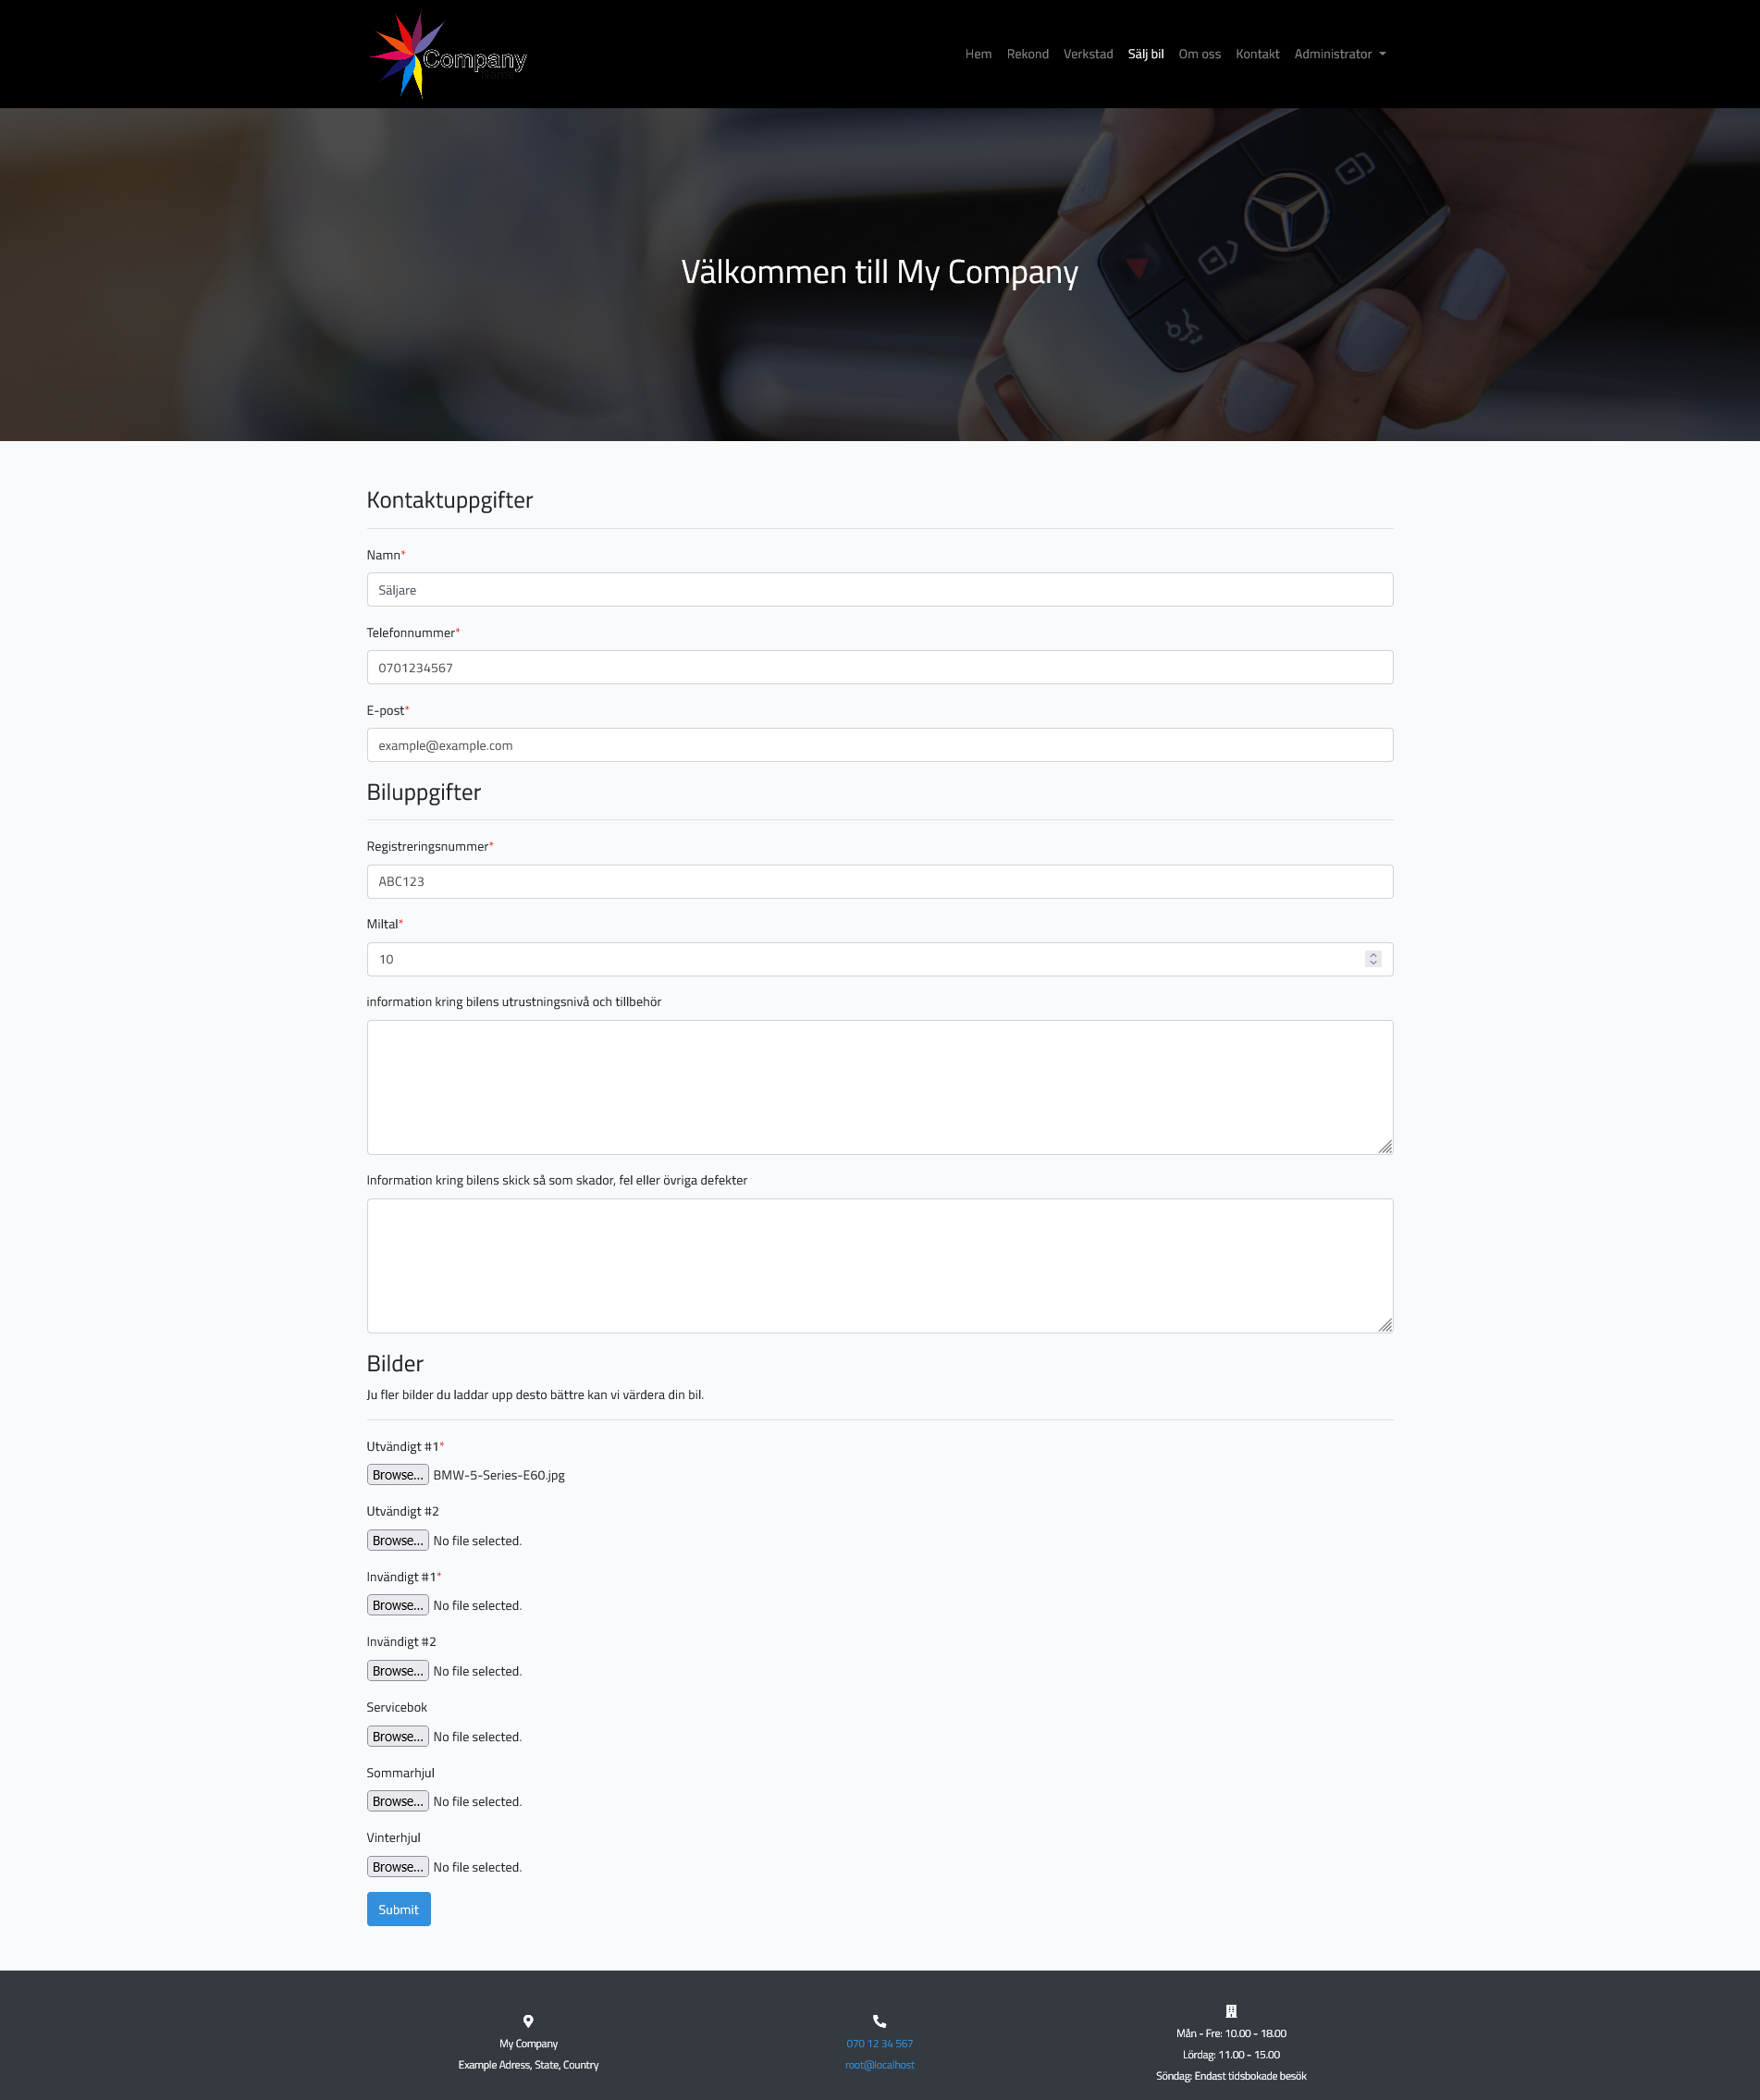 Company
Name
Hem Rekond Verkstad Sälj bil Om oss Kontakt Administrator
Välkommen till My Company
Kontaktuppgifter
Namn*
Säljare
Telefonnummer*
0701234567
E-post*
example@example.com
Biluppgifter
Registreringsnummer*
ABC123
Miltal*
10
information kring bilens utrustningsnivå och tillbehör
Information kring bilens skick så som skador, fel eller övriga defekter
Bilder
Ju fler bilder du laddar upp desto bättre kan vi värdera din bil.
Utvändigt #1*
Browse... BMW-5-Series-E60.jpg
Utvändigt #2
Browse... No file selected.
Invändigt #1*
Browse... No file selected.
Invändigt #2
Browse... No file selected.
Servicebok
Browse... No file selected.
Sommarhjul
Browse... No file selected.
Vinterhjul
Browse... No file selected.
Submit
My Company
Example Adress, State, Country
070 12 34 567
root@localhost
Mån - Fre: 10.00 - 18.00
Lördag: 11.00 - 15.00
Söndag: Endast tidsbokade besök